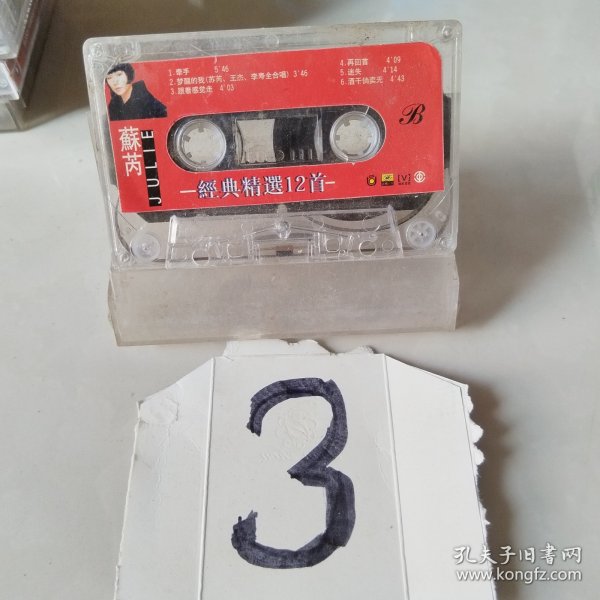 1.牵手 5'46
2.梦醒的我(苏芮、王杰、李寿全合唱) 3'46
3.跟着感觉走 4'03
4.再回首 4'09
5.迷失 4'14
6.酒干倘卖无 4'43
蘇芮
JULIE
B
—經典精選12首—
[V]
3
孔夫子旧书网
www.kongfz.com